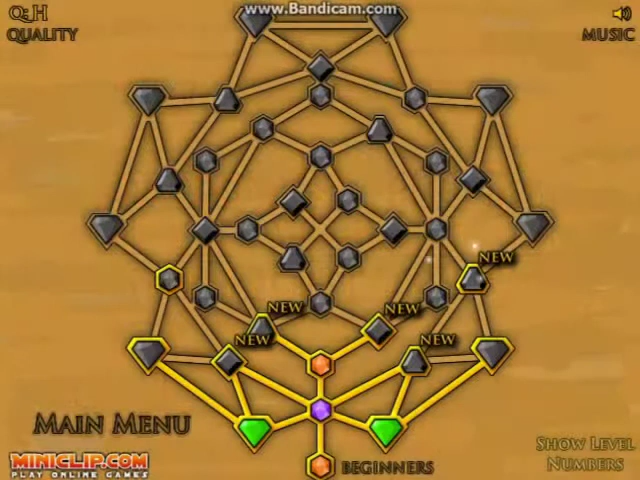 www.Bandicam.com
Q: H
QUALITY
MUSIC
NEW
NEW
NEW
NEW
NEW
MAIN MENU
BEGINNERS
SHOW LEVEL
NUMBERS
MINICLIP.COM
PLAY ONLINE GAMES